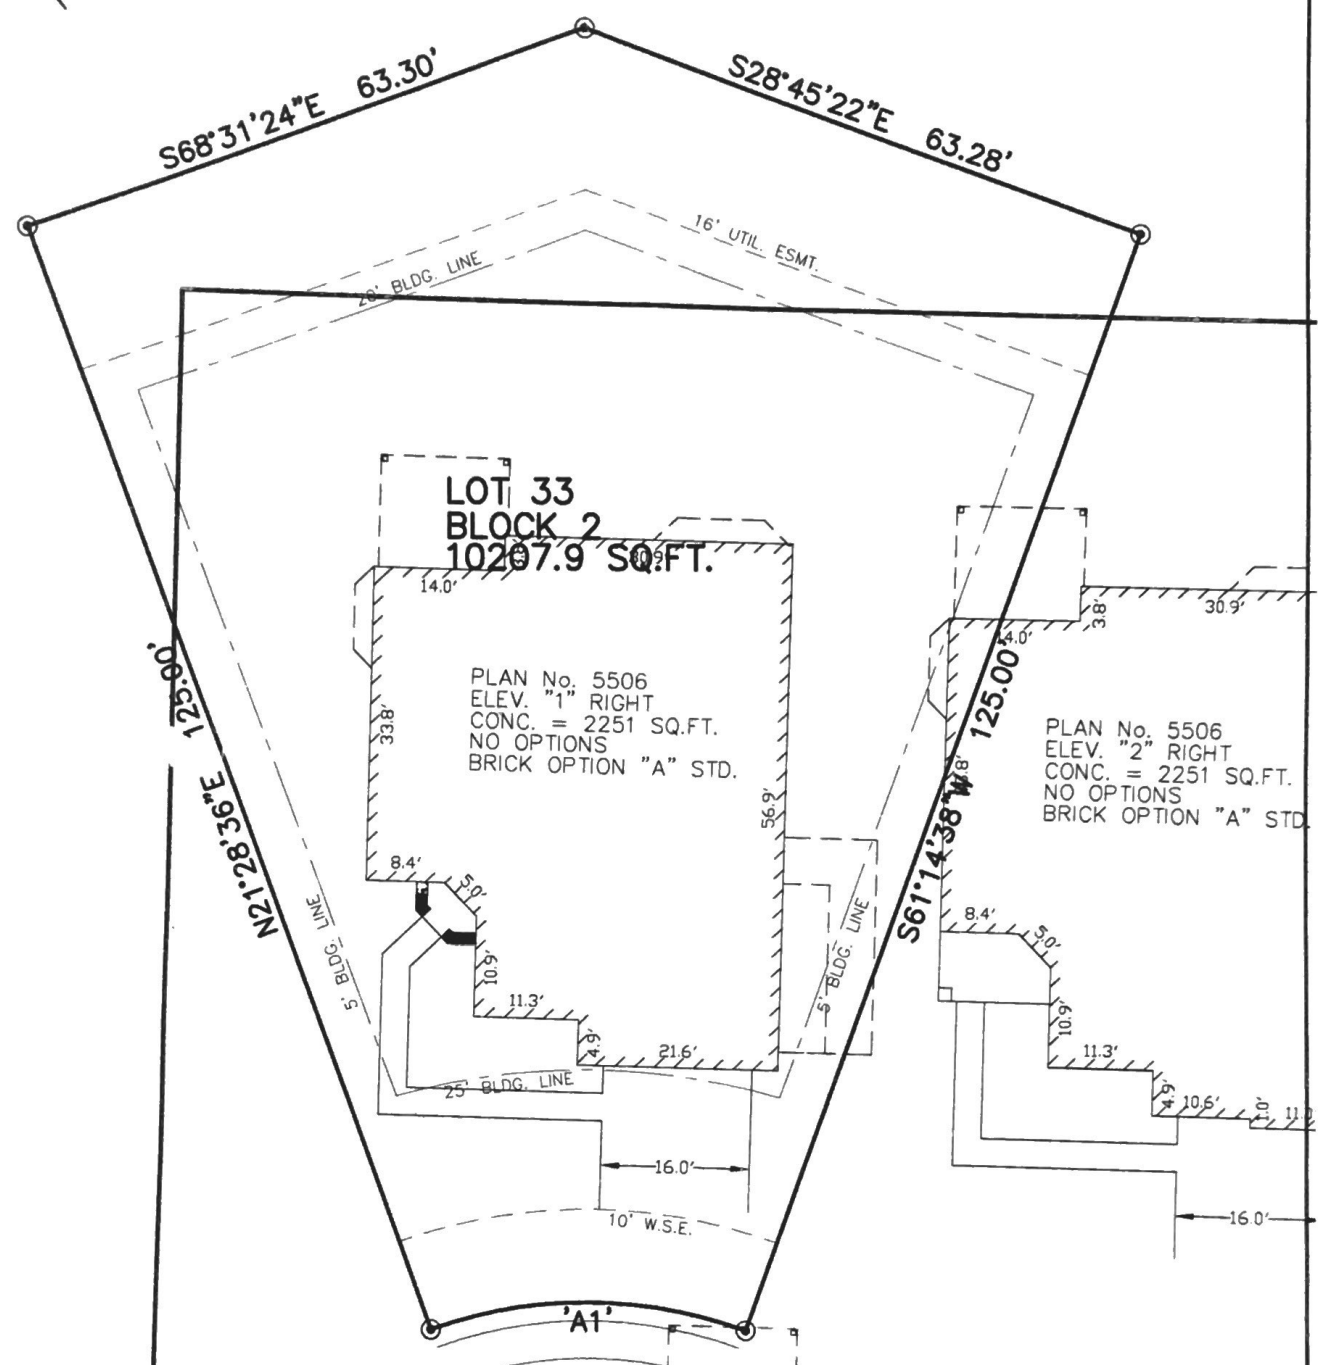 S68°31'24"E 63.30'
S28°45'22"E 63.28'
16' UTIL. ESMT.
20' BLDG. LINE
LOT 33
BLOCK 2
10207.9 SQ.FT.
30.9'
14.0'
3.8'
30.9'
14.0'
N21°28'36"E 125.00'
33.8'
PLAN No. 5506
ELEV. "1" RIGHT
CONC. = 2251 SQ.FT.
NO OPTIONS
BRICK OPTION "A" STD.
56.9'
S61°14'38"W 125.00'
PLAN No. 5506
ELEV. "2" RIGHT
CONC. = 2251 SQ.FT.
NO OPTIONS
BRICK OPTION "A" STD.
8.4'
5.0'
8.4'
5.0'
5' BLDG. LINE
5' BLDG. LINE
10.9'
11.3'
4.9'
21.6'
10.9'
11.3'
4.9'
10.6'
1.0'
11.0
25' BLDG. LINE
16.0'
16.0'
10' W.S.E.
'A1'